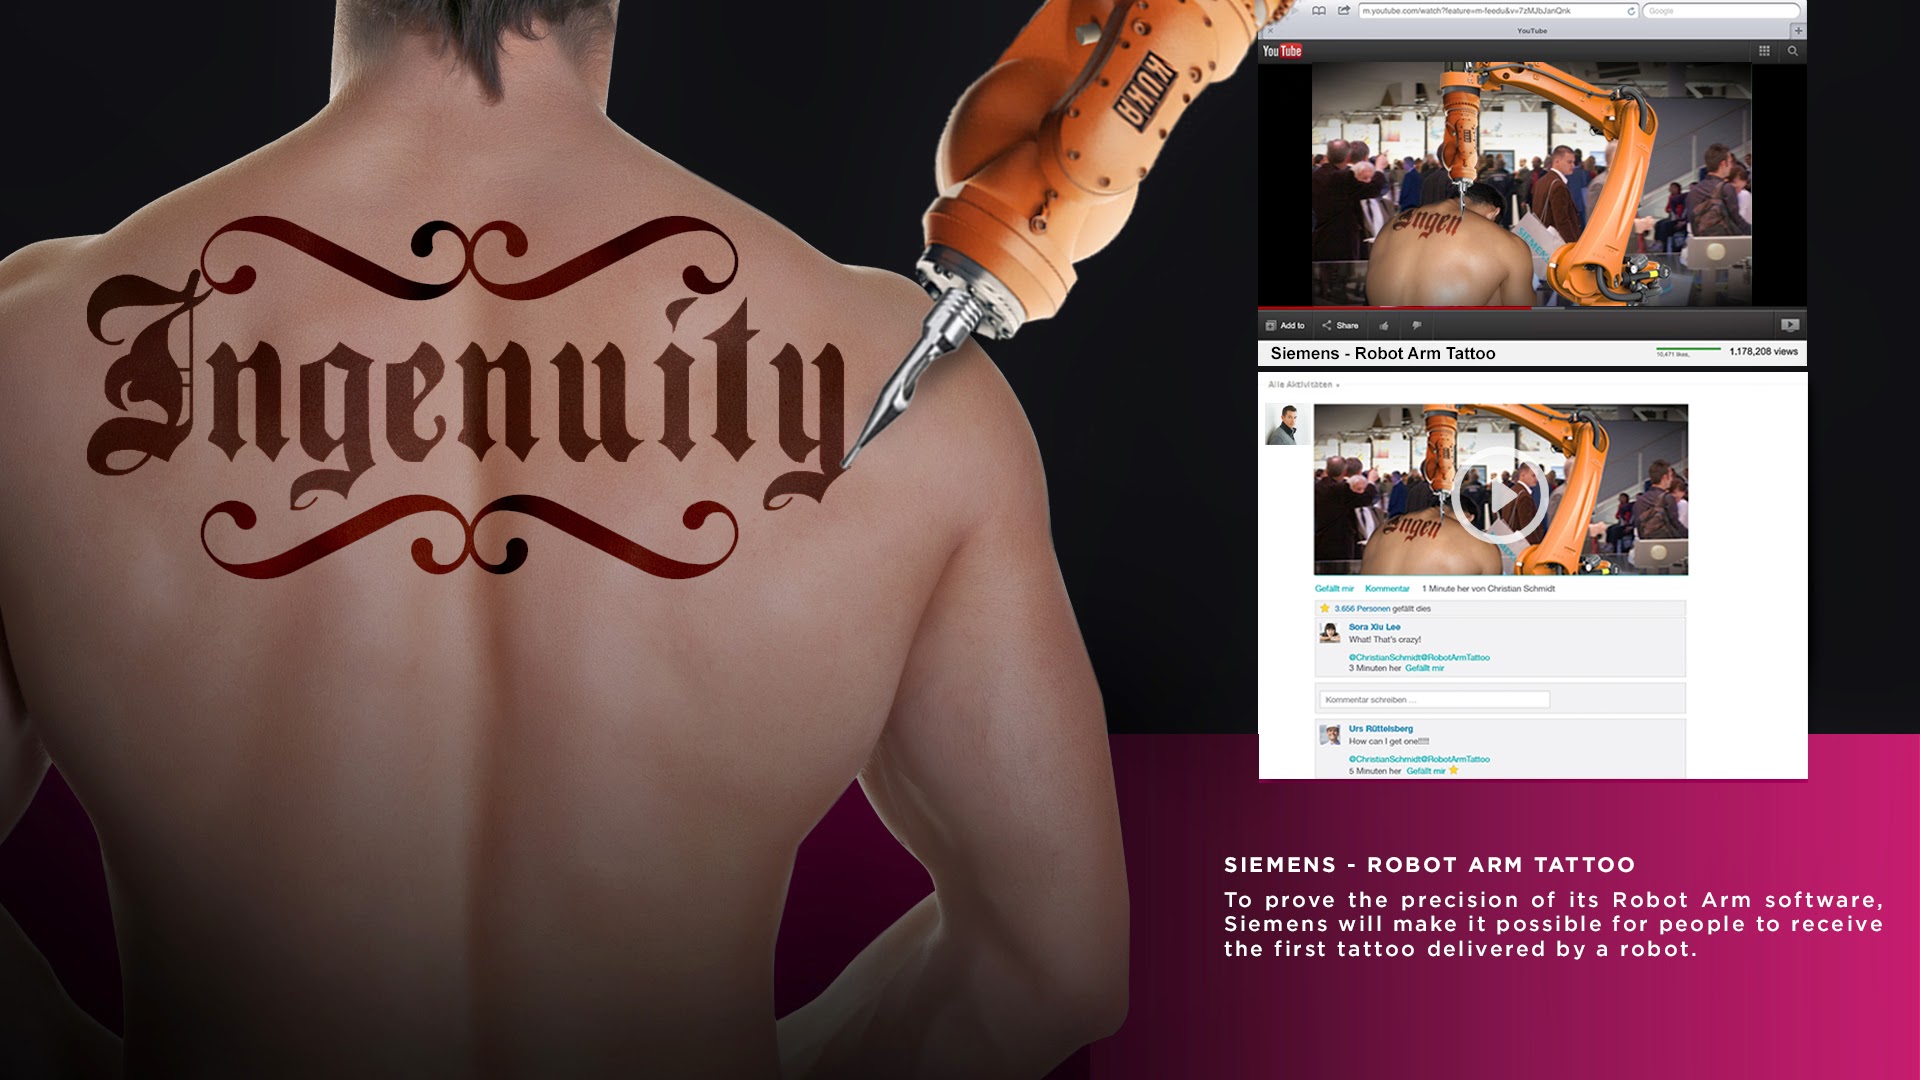 Ingenuity
KUKA
m.youtube.com/watch?feature=m-feedu&v=7zMJbJanQnk
Google
YouTube
YouTube
Ingen
SIEMENS
Add to
Share
Siemens - Robot Arm Tattoo
10,471 likes,
1.178,208 views
Alle Aktivitäten
Ingen
Gefällt mir Kommentar 1 Minute her von Christian Schmidt
3.656 Personen gefällt dies
Sora Xiu Lee
What! That's crazy!
@ChristianSchmidt@RobotArmTattoo
3 Minuten her Gefällt mir
Kommentar schreiben ...
Urs Rüttelsberg
How can I get one!!!!!
@ChristianSchmidt@RobotArmTattoo
5 Minuten her Gefällt mir
SIEMENS - ROBOT ARM TATTOO
To prove the precision of its Robot Arm software,
Siemens will make it possible for people to receive
the first tattoo delivered by a robot.